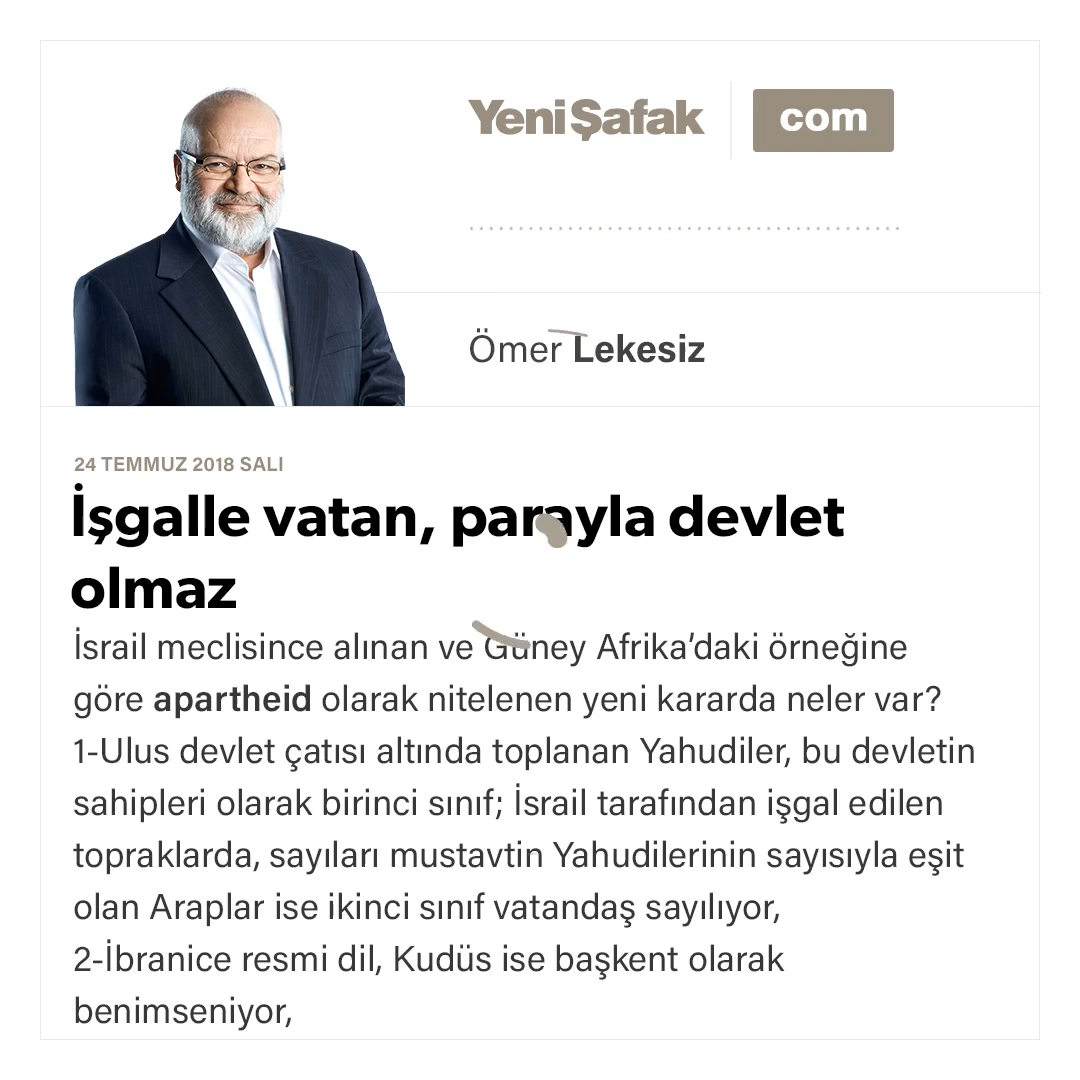 YeniŞafak com
Ömer Lekesiz
24 TEMMUZ 2018 SALI
İşgalle vatan, parayla devlet
olmaz
İsrail meclisince alınan ve Güney Afrika’daki örneğine
göre apartheid olarak nitelenen yeni kararda neler var?
1-Ulus devlet çatısı altında toplanan Yahudiler, bu devletin
sahipleri olarak birinci sınıf; İsrail tarafından işgal edilen
topraklarda, sayıları mustavtin Yahudilerinin sayısıyla eşit
olan Araplar ise ikinci sınıf vatandaş sayılıyor,
2-İbranice resmi dil, Kudüs ise başkent olarak
benimseniyor,